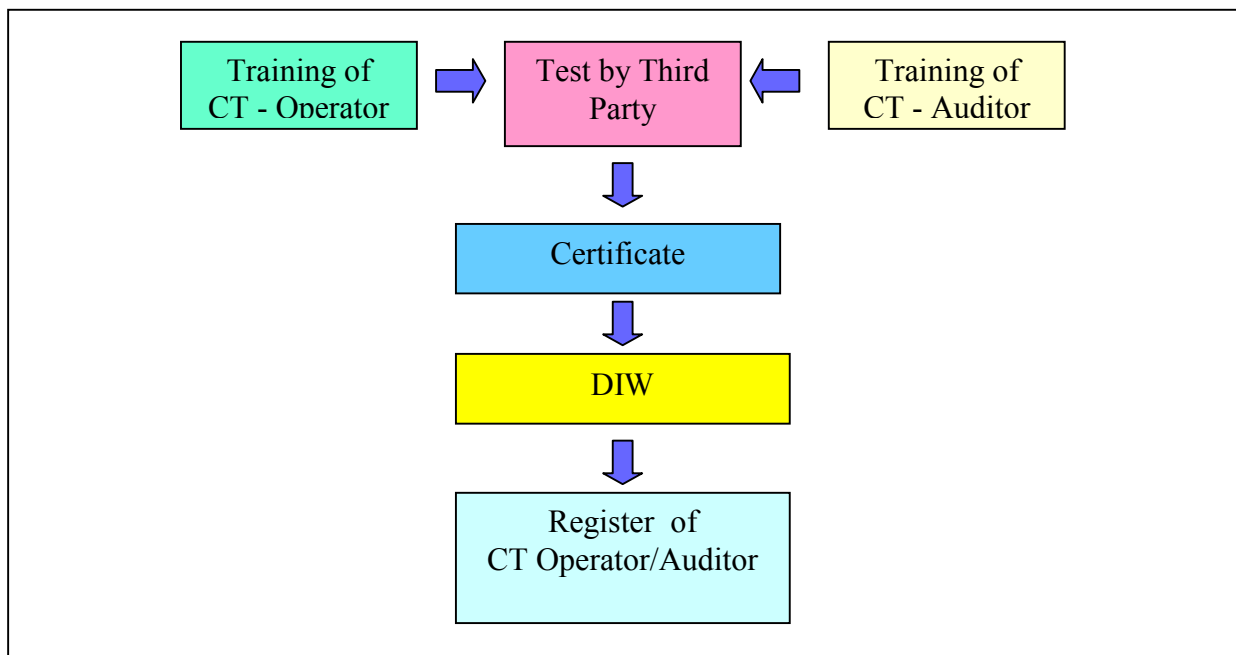 Training of
CT - Operator
Test by Third
Party
Training of
CT - Auditor
Certificate
DIW
Register of
CT Operator/Auditor